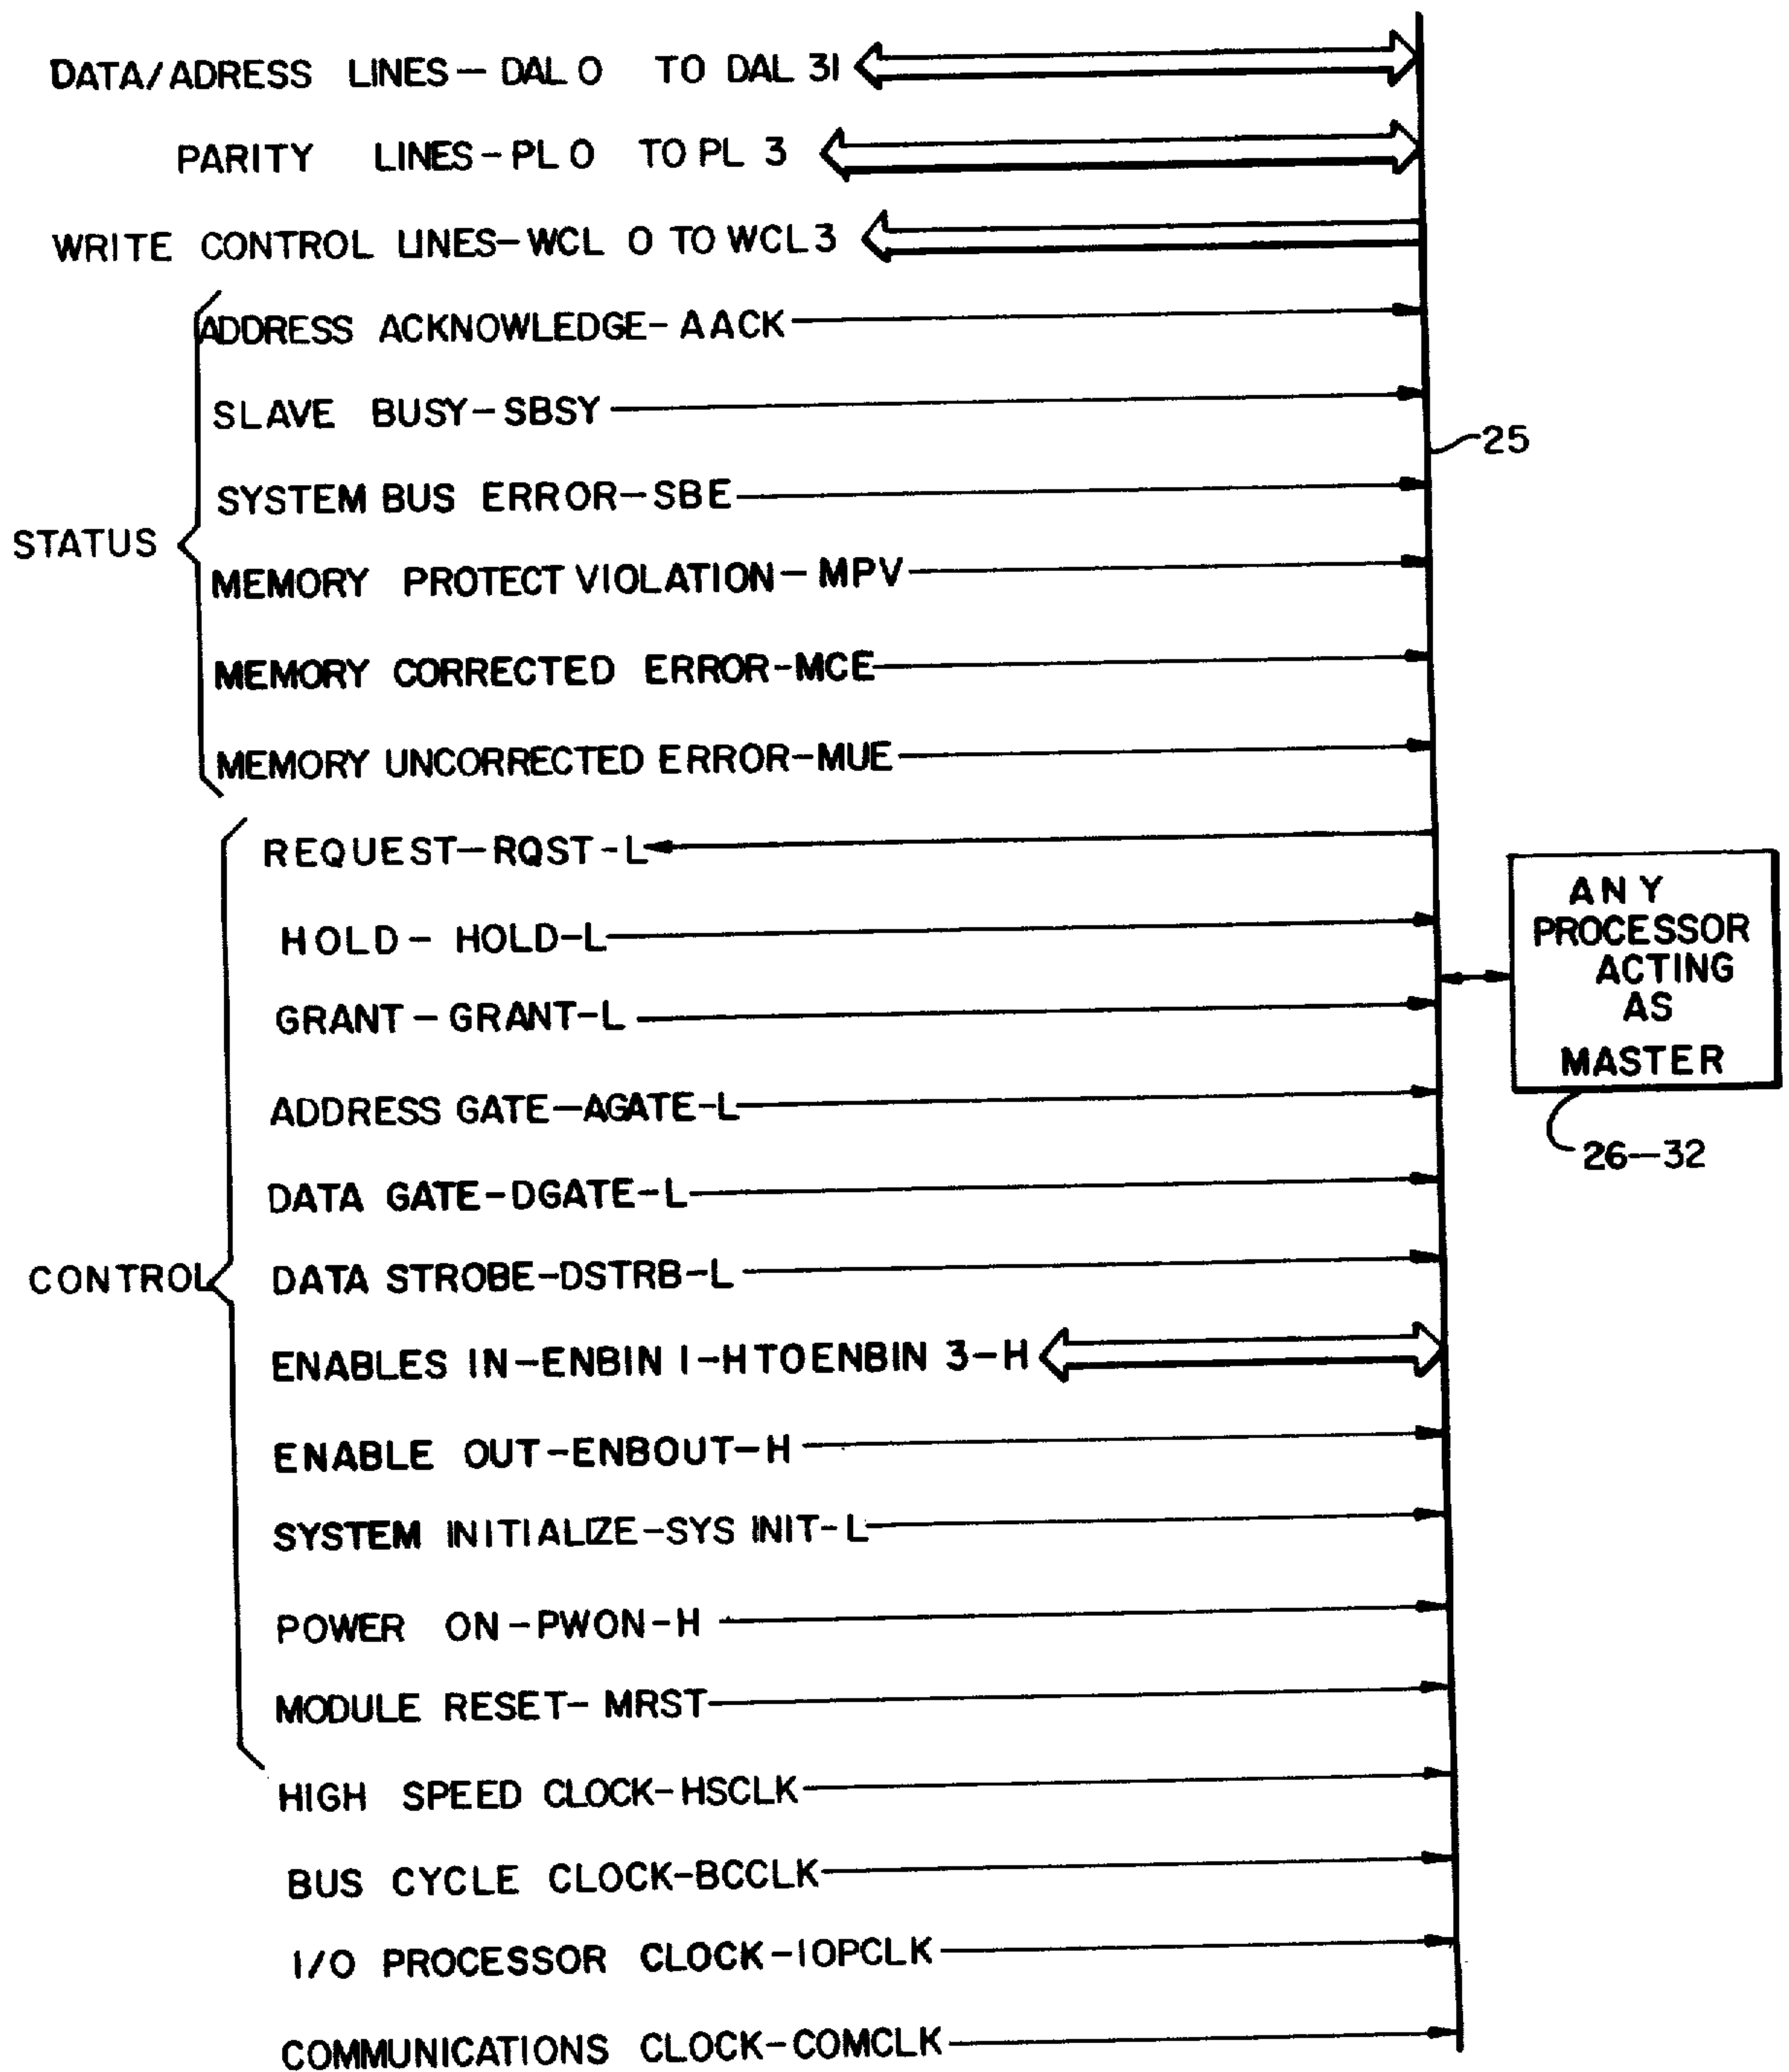 DATA/ADRESS LINES - DAL 0 TO DAL 31
PARITY LINES - PL 0 TO PL 3
WRITE CONTROL LINES-WCL 0 TO WCL 3
STATUS
ADDRESS ACKNOWLEDGE- AACK
SLAVE BUSY-SBSY
25
SYSTEM BUS ERROR-SBE
MEMORY PROTECT VIOLATION - MPV
MEMORY CORRECTED ERROR-MCE
MEMORY UNCORRECTED ERROR-MUE
CONTROL
REQUEST-RQST-L
HOLD - HOLD-L
GRANT - GRANT-L
ADDRESS GATE-AGATE-L
DATA GATE-DGATE-L
DATA STROBE-DSTRB-L
ENABLES IN-ENBIN 1-H TO ENBIN 3-H
ENABLE OUT-ENBOUT-H
SYSTEM INITIALIZE-SYS INIT-L
POWER ON-PWON-H
MODULE RESET- MRST
HIGH SPEED CLOCK-HSCLK
BUS CYCLE CLOCK-BCCLK
I/O PROCESSOR CLOCK-IOPCLK
COMMUNICATIONS CLOCK-COMCLK
ANY
PROCESSOR
ACTING
AS
MASTER
26-32